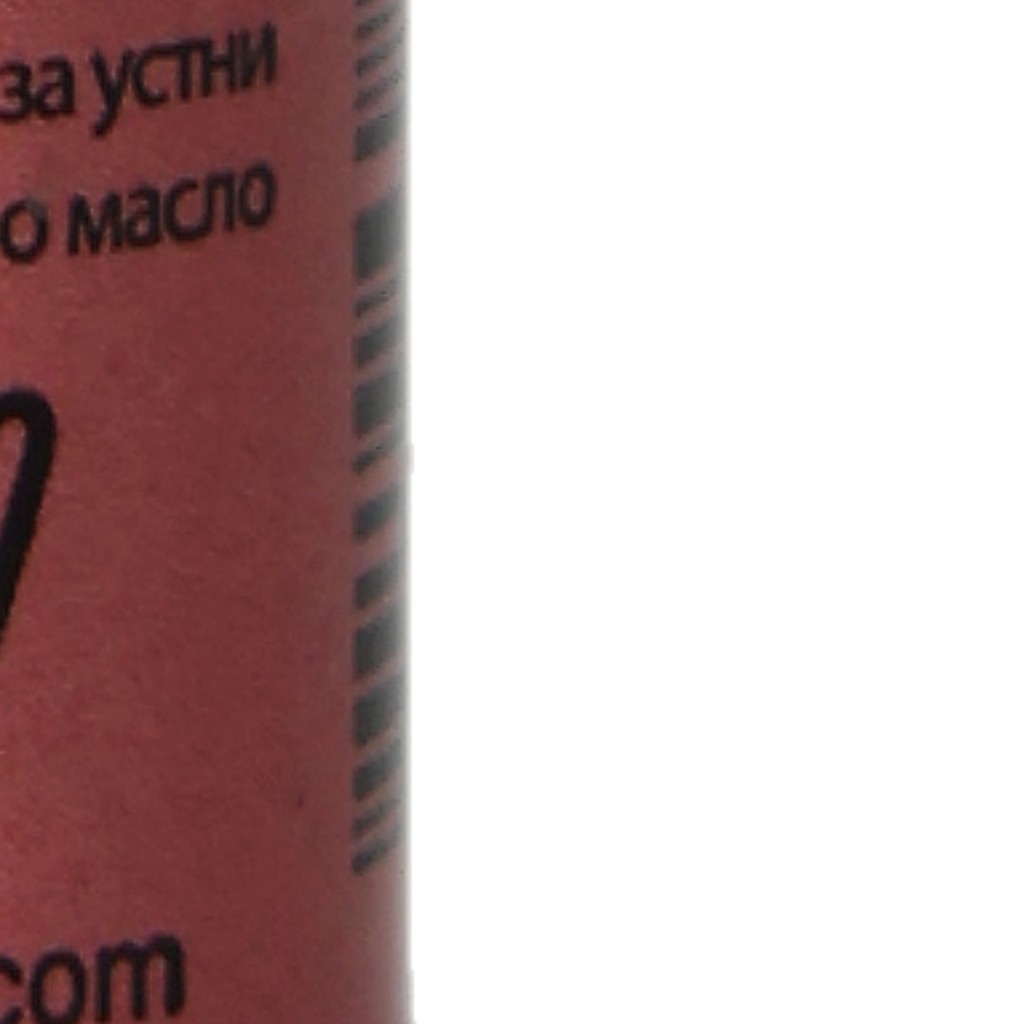 за устни
о масло
com